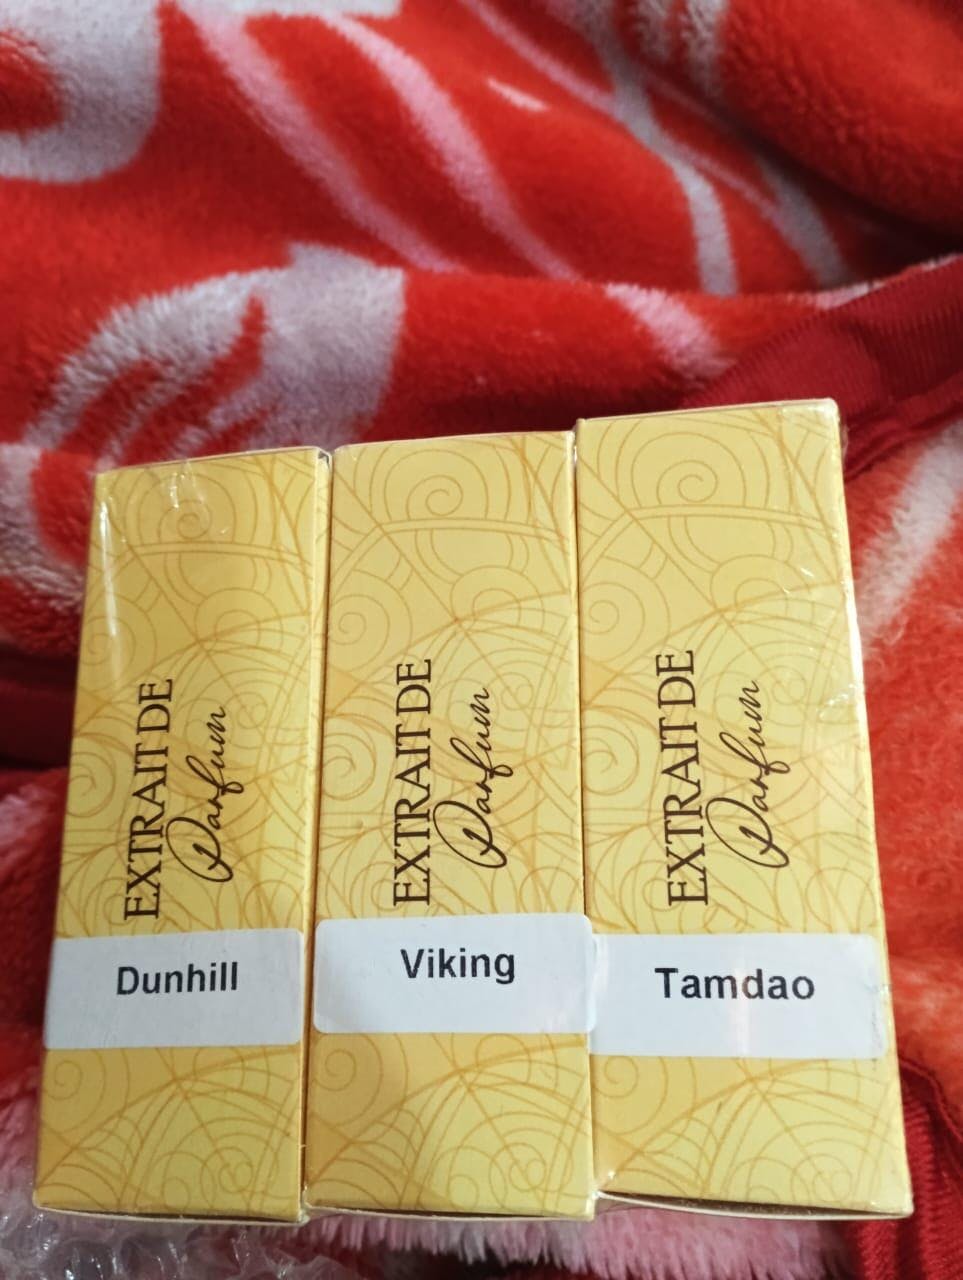 EXTRAIT DE
Parfum
Dunhill
EXTRAIT DE
Parfum
Viking
EXTRAIT DE
Parfum
Tamdao